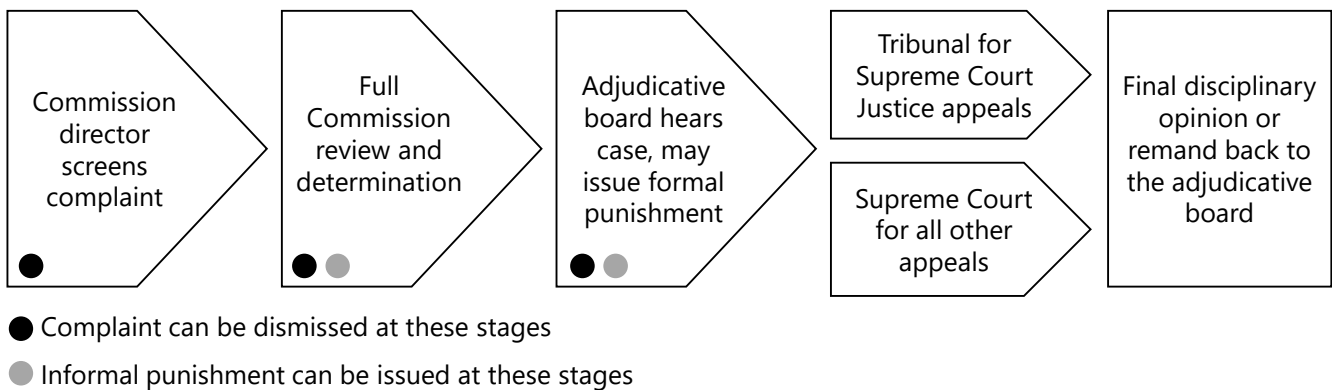 Commission
director
screens
complaint
Full
Commission
review and
determination
Adjudicative
board hears
case, may
issue formal
punishment
Tribunal for
Supreme Court
Justice appeals
Supreme Court
for all other
appeals
Final disciplinary
opinion or
remand back to
the adjudicative
board
Complaint can be dismissed at these stages
Informal punishment can be issued at these stages